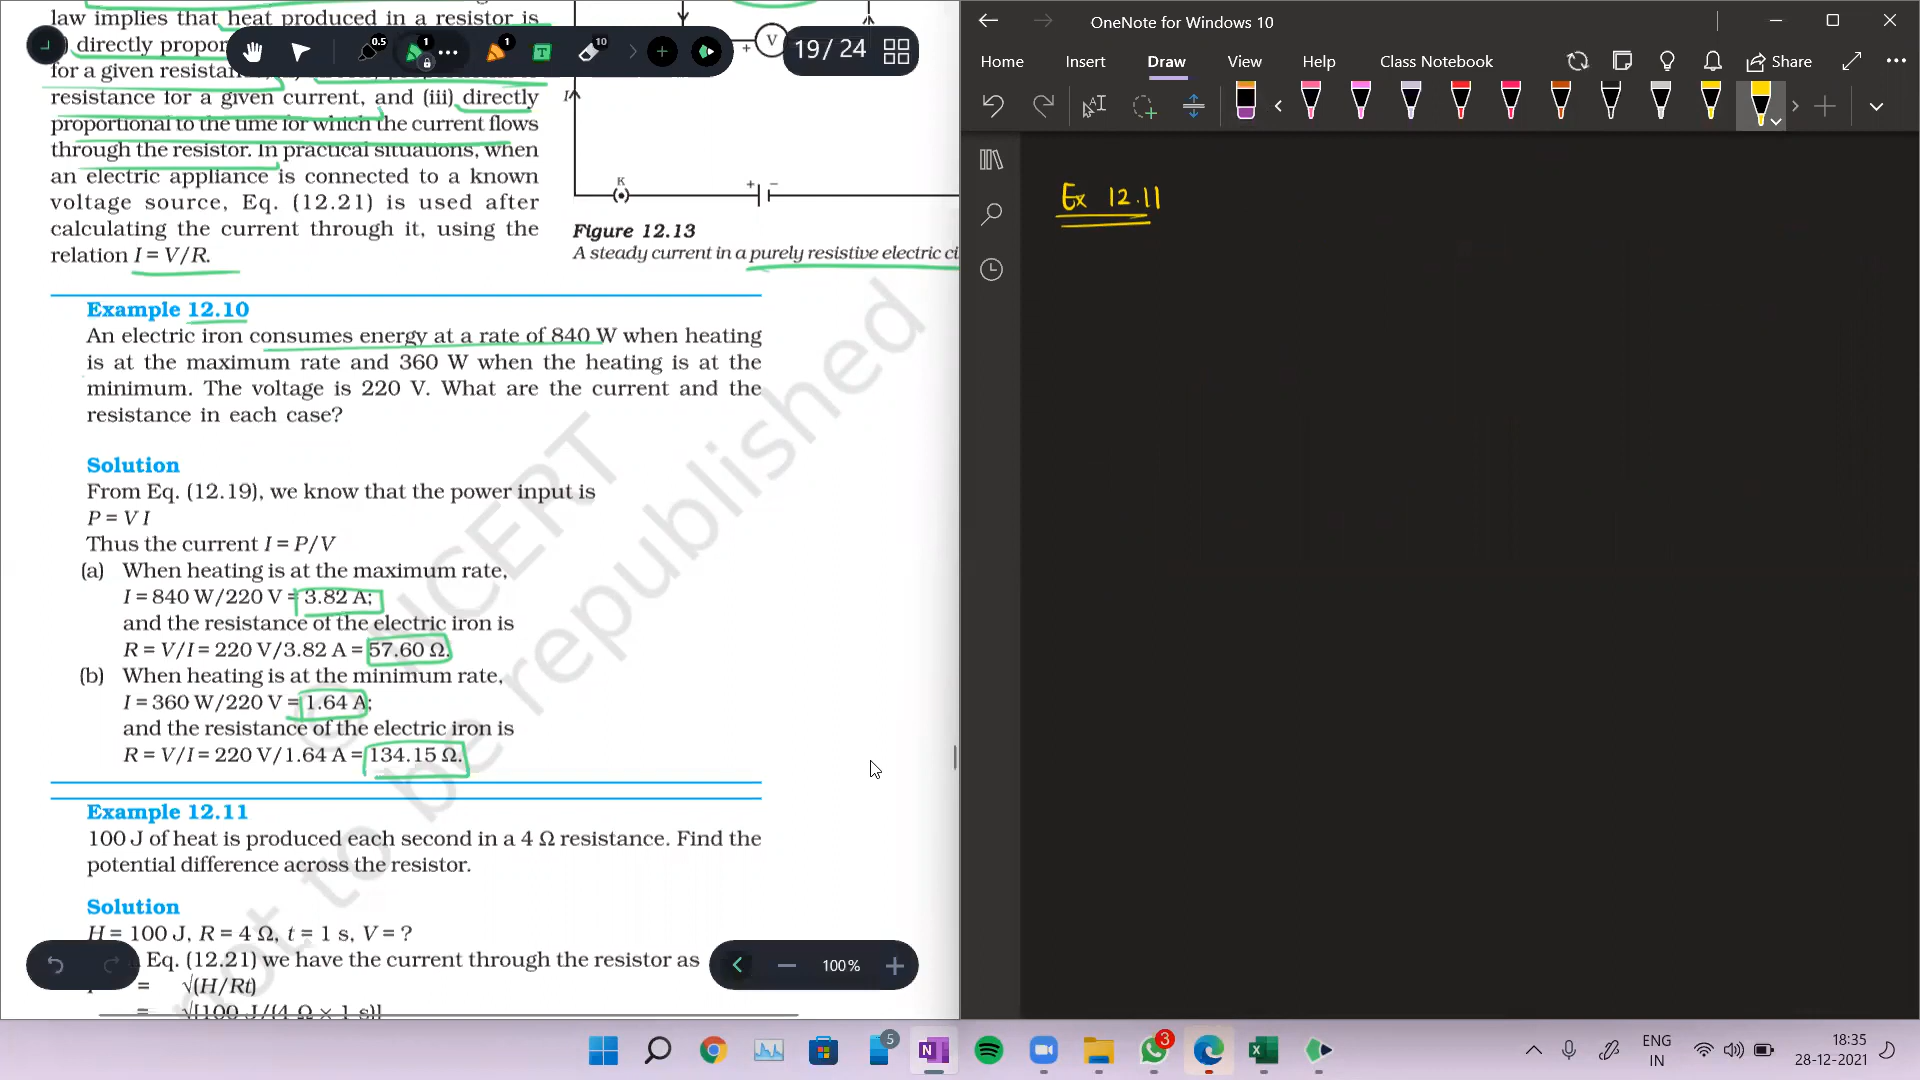 law implies that heat produced in a resistor is
directly propor
for a given resistan
resistance for a given current, and (iii) directly
proportional to the time for which the current flows
through the resistor. In practical situations, when
an electric appliance is connected to a known
voltage source, Eq. (12.21) is used after
calculating the current through it, using the
relation I = V/R.
0.5
1
1
T
10
19/ 24
+
V
I
K
+ −
Figure 12.13
A steady current in a purely resistive electric ci
Example 12.10
An electric iron consumes energy at a rate of 840 W when heating
is at the maximum rate and 360 W when the heating is at the
minimum. The voltage is 220 V. What are the current and the
resistance in each case?
Solution
From Eq. (12.19), we know that the power input is
P = V I
Thus the current I = P/V
(a) When heating is at the maximum rate,
I = 840 W/220 V = 3.82 A;
and the resistance of the electric iron is
R = V/I = 220 V/3.82 A = 57.60 Ω.
(b) When heating is at the minimum rate,
I = 360 W/220 V = 1.64 A;
and the resistance of the electric iron is
R = V/I = 220 V/1.64 A = 134.15 Ω.
Example 12.11
100 J of heat is produced each second in a 4 Ω resistance. Find the
potential difference across the resistor.
Solution
H = 100 J, R = 4 Ω, t = 1 s, V = ?
Eq. (12.21) we have the current through the resistor as
= √(H/Rt)
= √[100 J/(4 Ω × 1 s)]
© NCERT
not to be republished
100%
OneNote for Windows 10
Home Insert Draw View Help Class Notebook Share
Ex 12.11
5
3
ENG
IN
18:35
28-12-2021